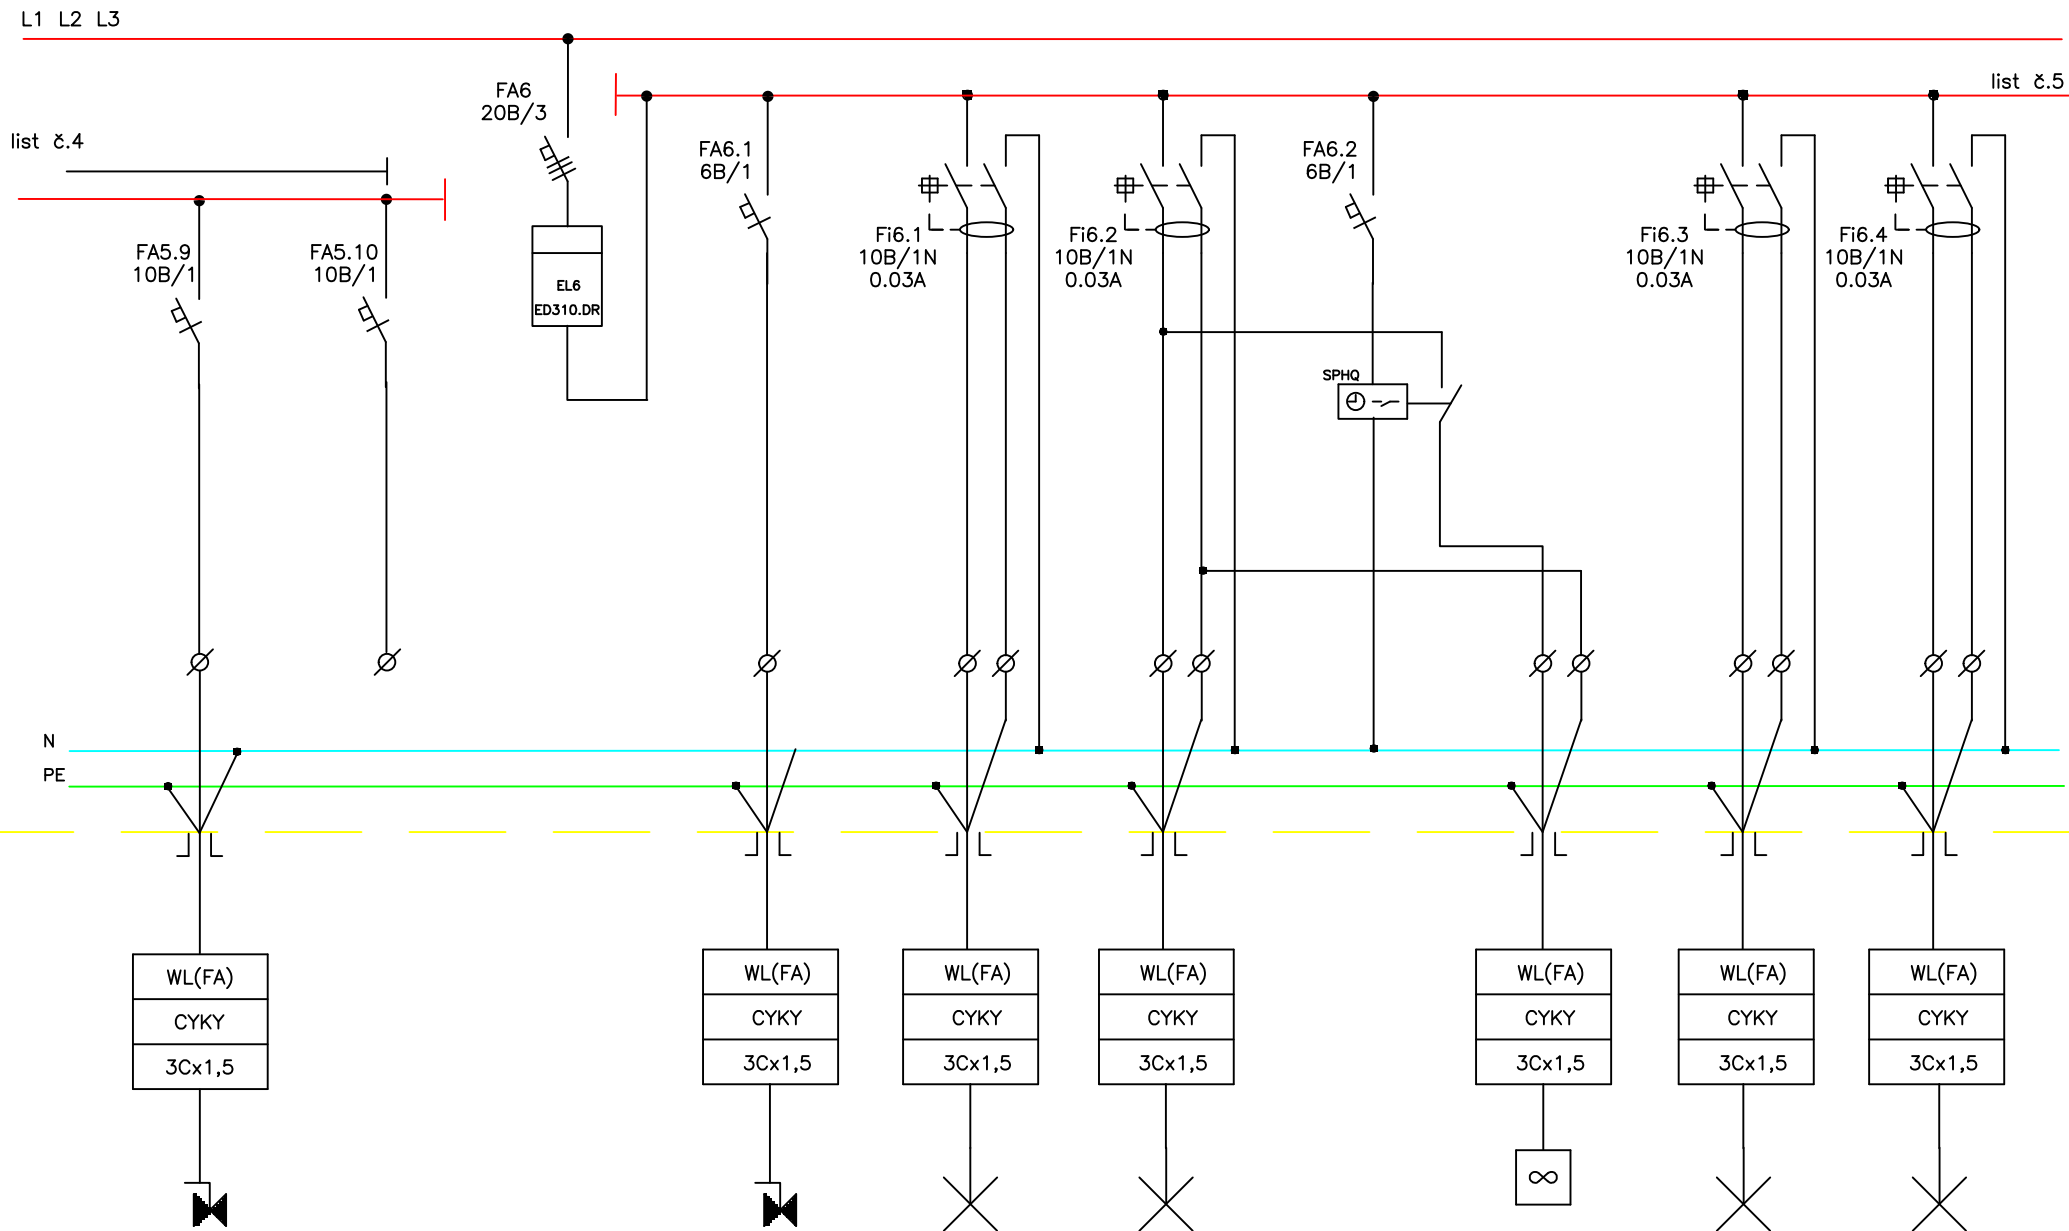 L1 L2 L3
list č.5
FA6
20B/3
list č.4
FA6.1
6B/1
FA6.2
6B/1
FA5.9
10B/1
FA5.10
10B/1
Fi6.1
10B/1N
0.03A
Fi6.2
10B/1N
0.03A
Fi6.3
10B/1N
0.03A
Fi6.4
10B/1N
0.03A
EL6
ED310.DR
SPHQ
N
PE
WL(FA)
CYKY
3Cx1,5
WL(FA)
CYKY
3Cx1,5
WL(FA)
CYKY
3Cx1,5
WL(FA)
CYKY
3Cx1,5
WL(FA)
CYKY
3Cx1,5
WL(FA)
CYKY
3Cx1,5
WL(FA)
CYKY
3Cx1,5